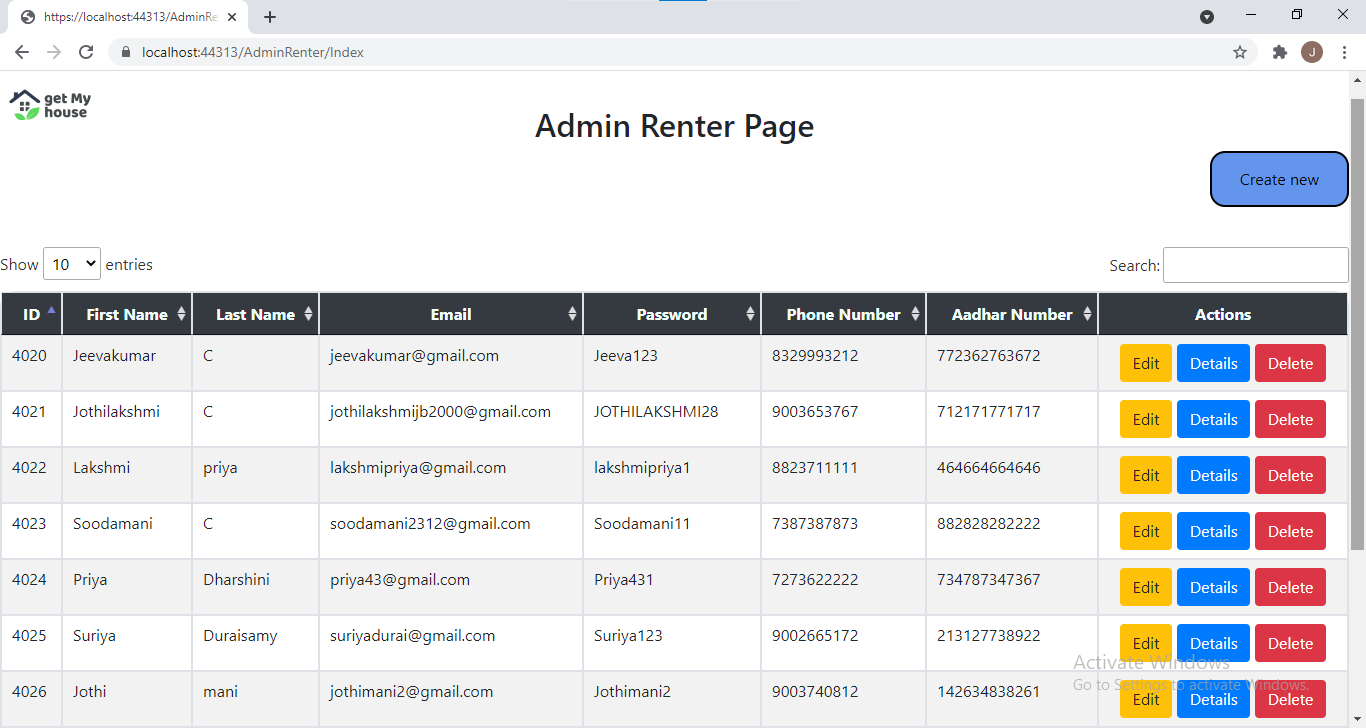 https://localhost:44313/AdminRe
localhost:44313/AdminRenter/Index
J
get My
house
Admin Renter Page
Create new
Show 10 entries
Search:
ID First Name Last Name Email Password Phone Number Aadhar Number Actions
4020 Jeevakumar C jeevakumar@gmail.com Jeeva123 8329993212 772362763672 Edit Details Delete
4021 Jothilakshmi C jothilakshmijb2000@gmail.com JOTHILAKSHMI28 9003653767 712171771717 Edit Details Delete
4022 Lakshmi priya lakshmipriya@gmail.com lakshmipriya1 8823711111 464664664646 Edit Details Delete
4023 Soodamani C soodamani2312@gmail.com Soodamani11 7387387873 882828282222 Edit Details Delete
4024 Priya Dharshini priya43@gmail.com Priya431 7273622222 734787347367 Edit Details Delete
4025 Suriya Duraisamy suriyadurai@gmail.com Suriya123 9002665172 213127738922 Edit Details Delete
Activate Windows
Go to Settings to activate Windows.
4026 Jothi mani jothimani2@gmail.com Jothimani2 9003740812 142634838261 Edit Details Delete